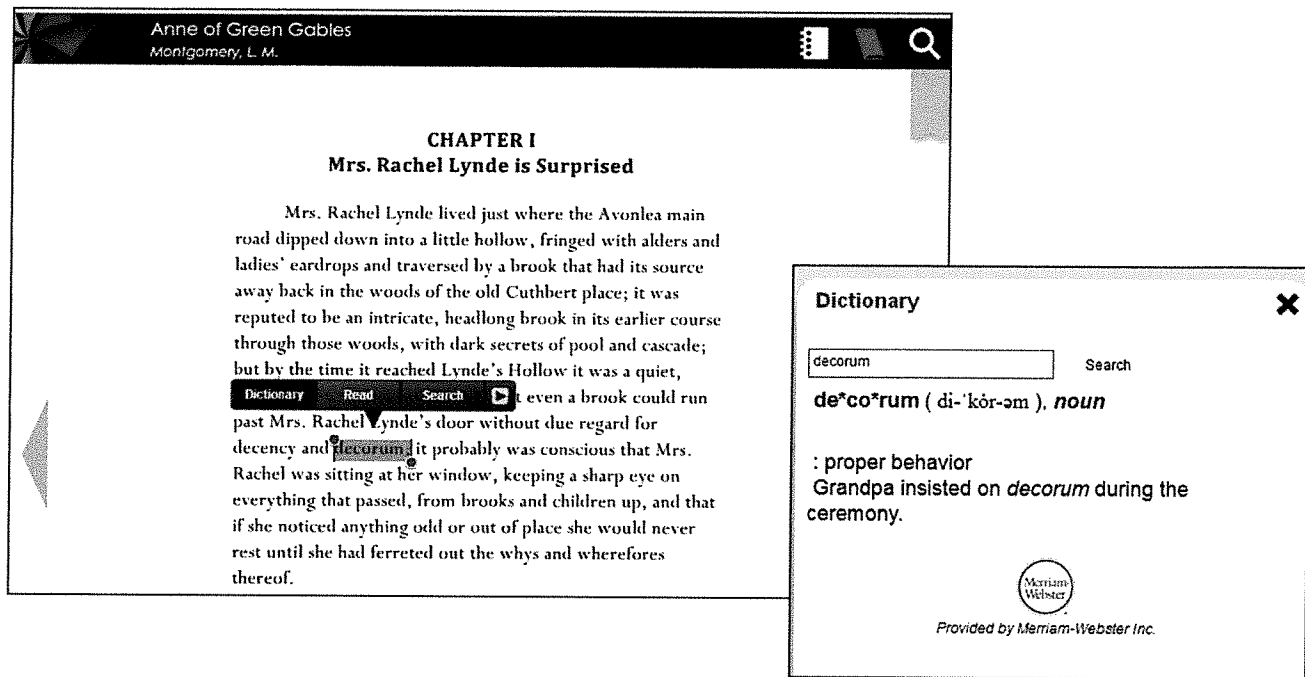 Anne of Green Gables
Montgomery, L. M.
CHAPTER I
Mrs. Rachel Lynde is Surprised
Mrs. Rachel Lynde lived just where the Avonlea main
road dipped down into a little hollow, fringed with alders and
ladies' eardrops and traversed by a brook that had its source
away back in the woods of the old Cuthbert place; it was
reputed to be an intricate, headlong brook in its earlier course
through those woods, with dark secrets of pool and cascade;
but by the time it reached Lynde's Hollow it was a quiet,
Dictionary Read Search
t even a brook could run
past Mrs. Rachel Lynde's door without due regard for
decency and decorum; it probably was conscious that Mrs.
Rachel was sitting at her window, keeping a sharp eye on
everything that passed, from brooks and children up, and that
if she noticed anything odd or out of place she would never
rest until she had ferreted out the whys and wherefores
thereof.
Dictionary
decorum Search
de*co*rum ( di-ˈkȯr-əm ), noun
: proper behavior
Grandpa insisted on decorum during the
ceremony.
Merriam-
Webster
Provided by Merriam-Webster Inc.